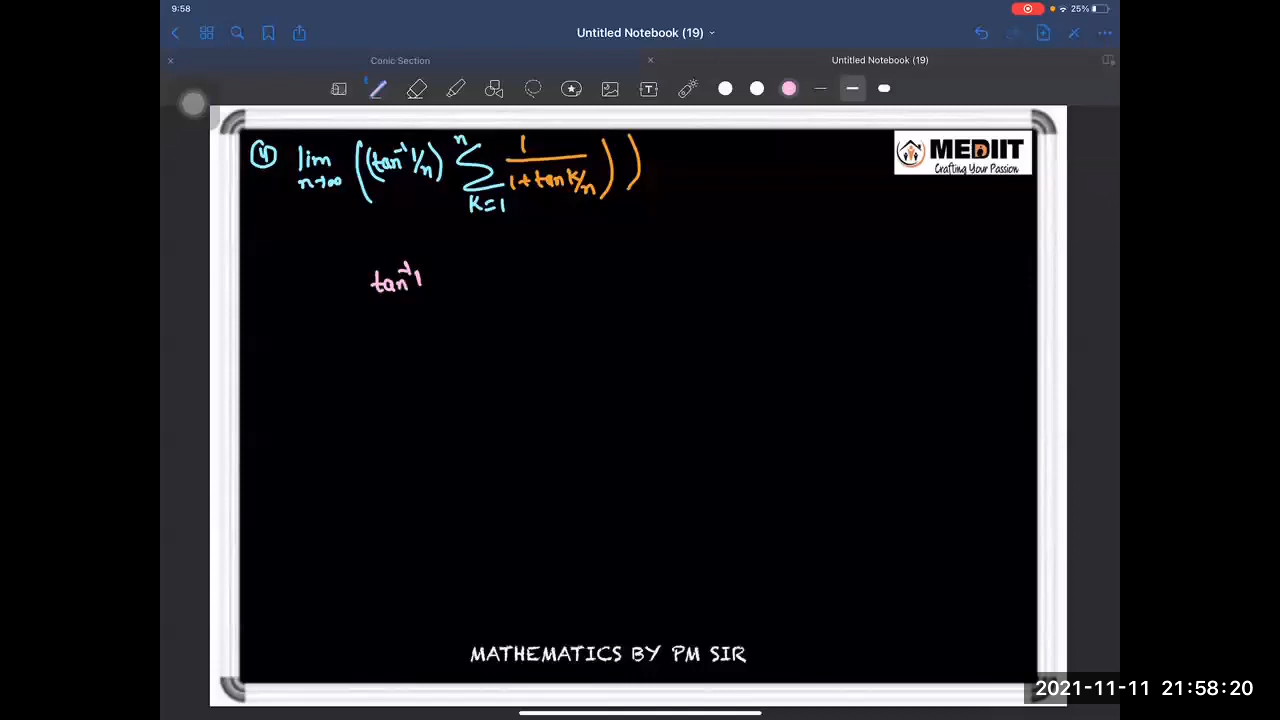 9:58
25%
Untitled Notebook (19)
Conic Section
Untitled Notebook (19)
(4) lim n→∞ ((tan⁻¹ 1/n) Σ k=1 n 1/(1 + tan k/n)))
MEDIIT
Crafting Your Passion
tan⁻¹ 1
MATHEMATICS BY PM SIR
2021-11-11 21:58:20